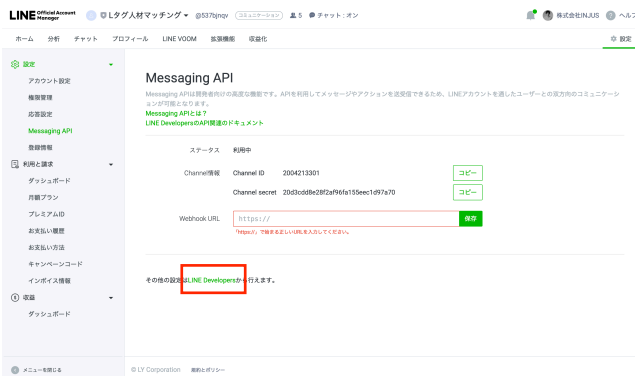 LINE Official Account Manager
Lタグ人材マッチング @537bjnqv コミュニケーション 5 チャット:オン
株式会社INJUS ? ヘルプ
ホーム 分析 チャット プロフィール LINE VOOM 拡張機能 収益化 設定
設定
アカウント設定
権限管理
応答設定
Messaging API
登録情報
利用と請求
ダッシュボード
月額プラン
プレミアムID
お支払い履歴
お支払い方法
キャンペーンコード
インボイス情報
収益
ダッシュボード
メニューを閉じる
Messaging API
Messaging APIは開発者向けの高度な機能です。APIを利用してメッセージやアクションを送受信できるため、LINEアカウントを通したユーザーとの双方向のコミュニケーシ
ョンが可能となります。
Messaging APIとは?
LINE DevelopersのAPI関連のドキュメント
ステータス 利用中
Channel情報 Channel ID 2004213301 コピー
Channel secret 20d3cdd8e28f2af96fa155eec1d97a70 コピー
Webhook URL https:// 保存
「https://」で始まる正しいURLを入力してください。
その他の設定はLINE Developersから行えます。
© LY Corporation 規約とポリシー